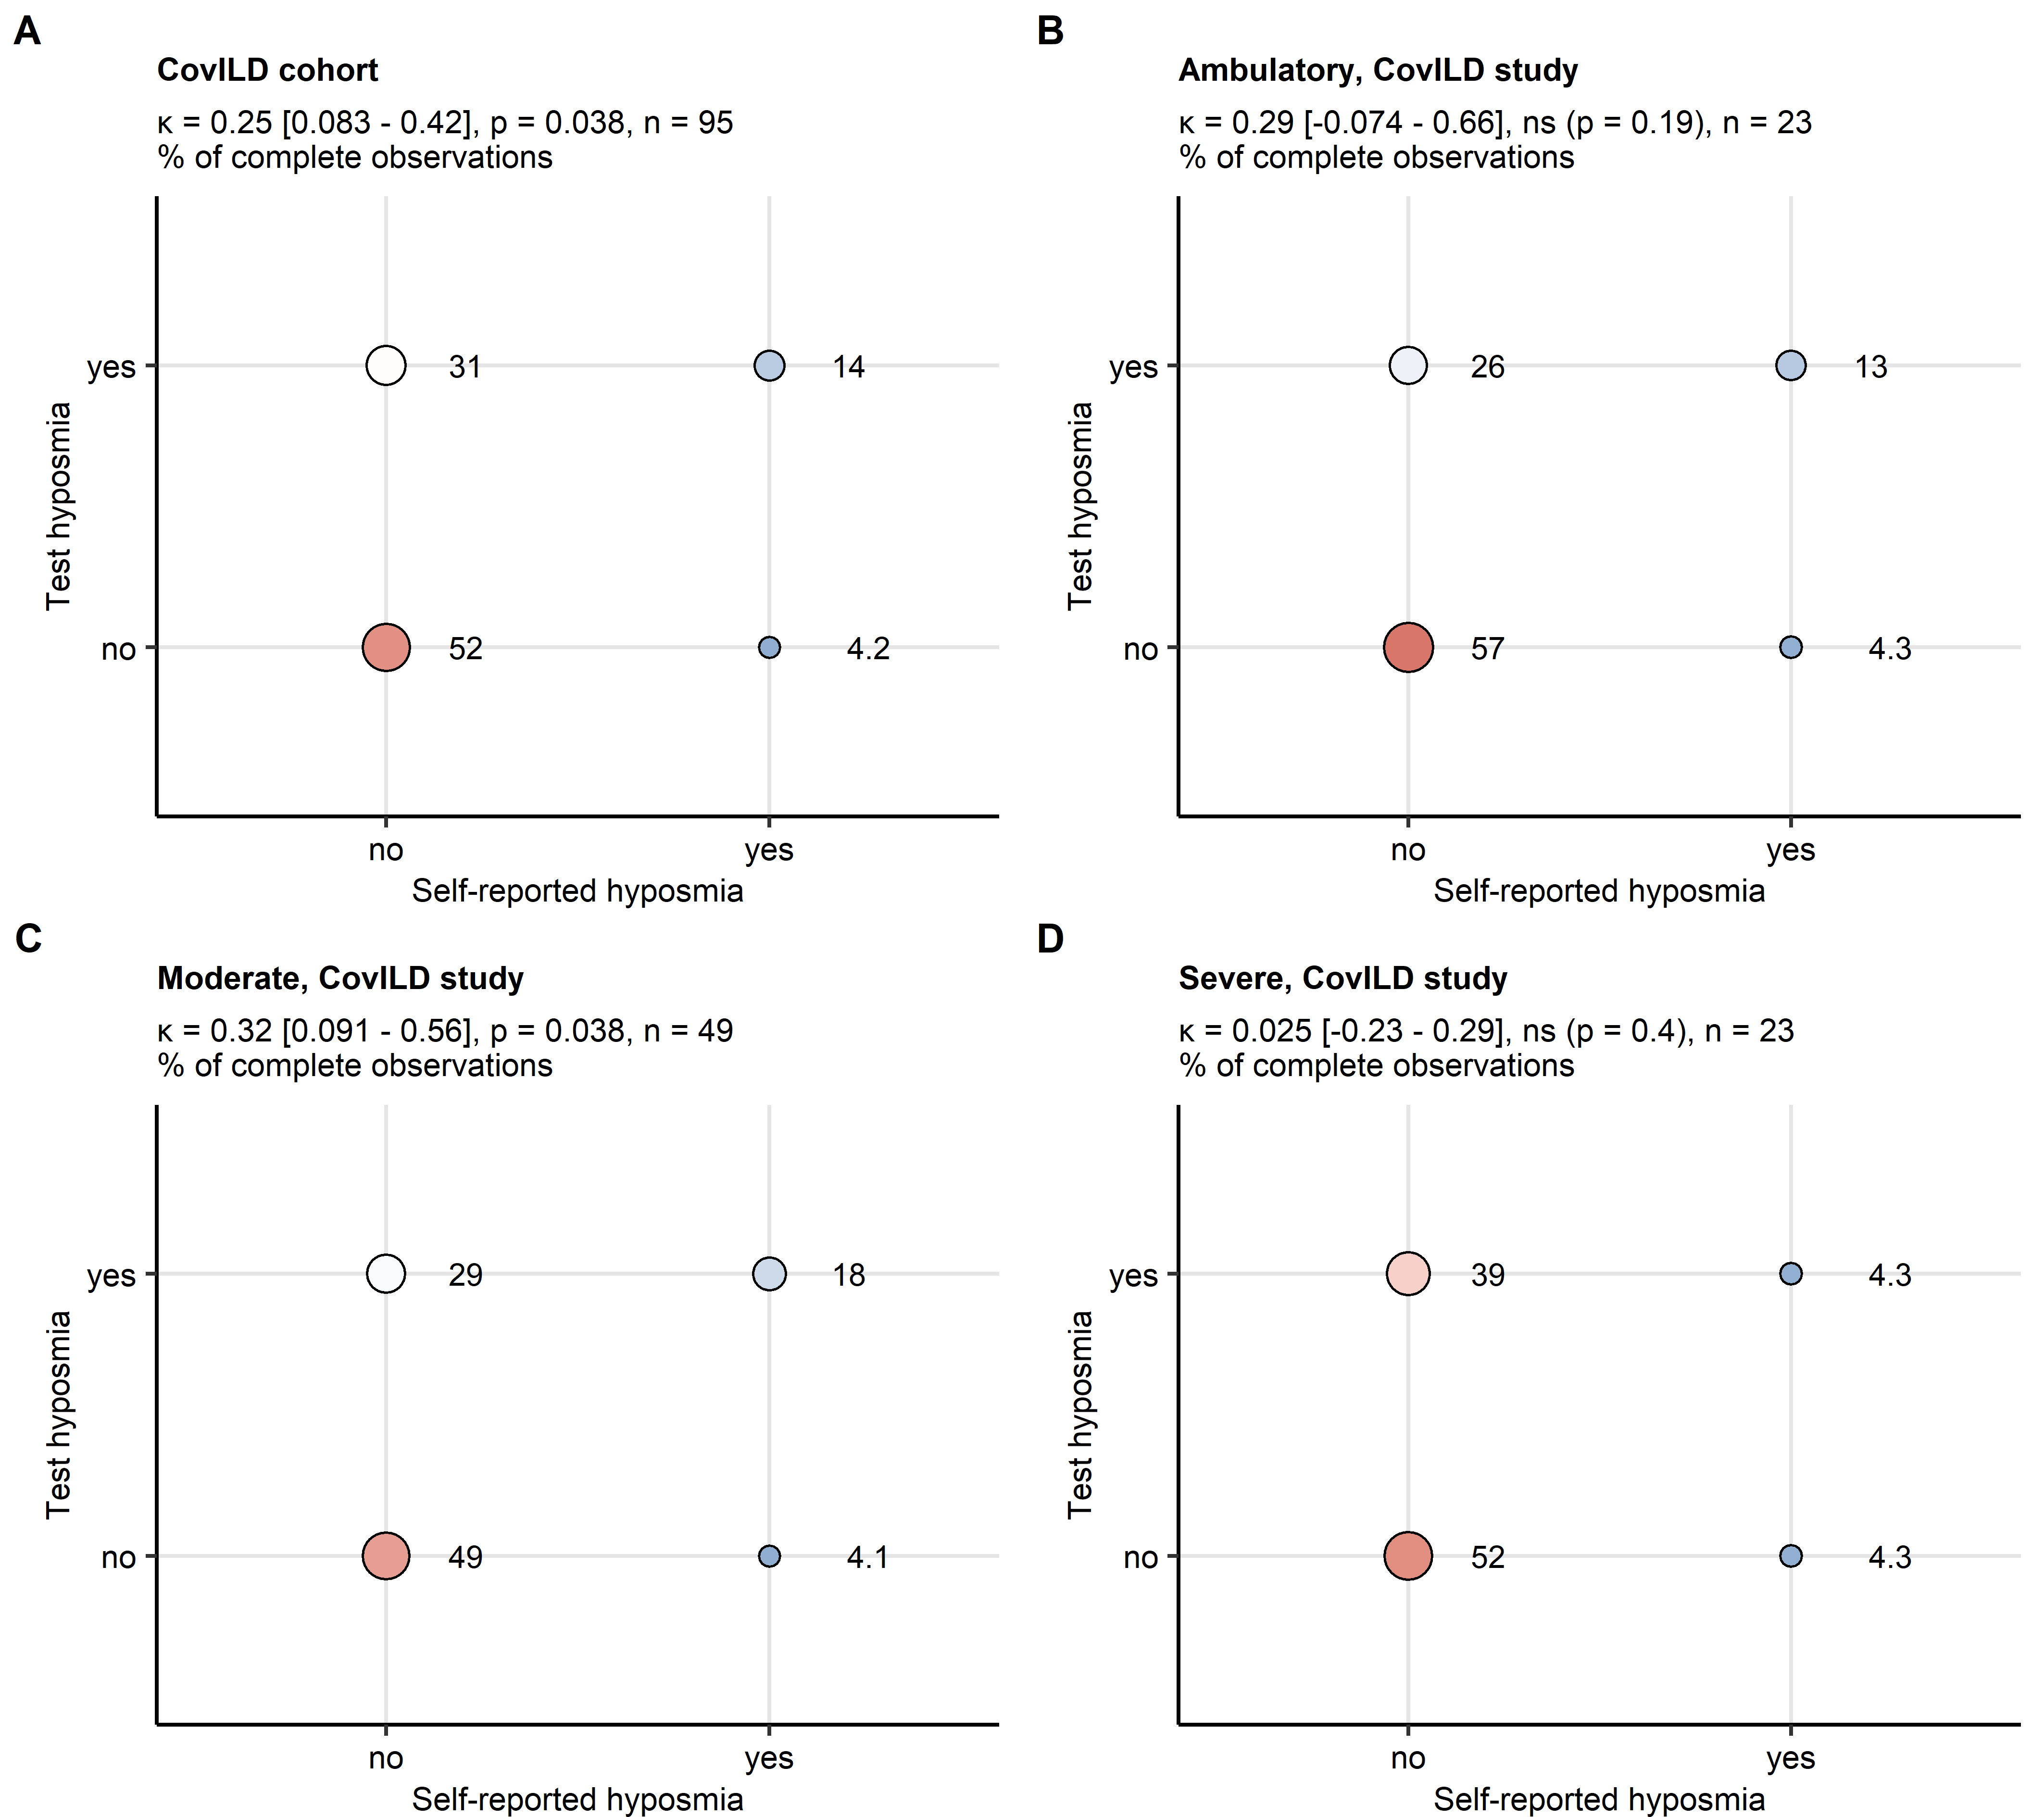 A
CovILD cohort
κ = 0.25 [0.083 - 0.42], p = 0.038, n = 95
% of complete observations
Test hyposmia
yes
31
14
no
52
4.2
no
yes
Self-reported hyposmia
B
Ambulatory, CovILD study
κ = 0.29 [-0.074 - 0.66], ns (p = 0.19), n = 23
% of complete observations
Test hyposmia
yes
26
13
no
57
4.3
no
yes
Self-reported hyposmia
C
Moderate, CovILD study
κ = 0.32 [0.091 - 0.56], p = 0.038, n = 49
% of complete observations
Test hyposmia
yes
29
18
no
49
4.1
no
yes
Self-reported hyposmia
D
Severe, CovILD study
κ = 0.025 [-0.23 - 0.29], ns (p = 0.4), n = 23
% of complete observations
Test hyposmia
yes
39
4.3
no
52
4.3
no
yes
Self-reported hyposmia